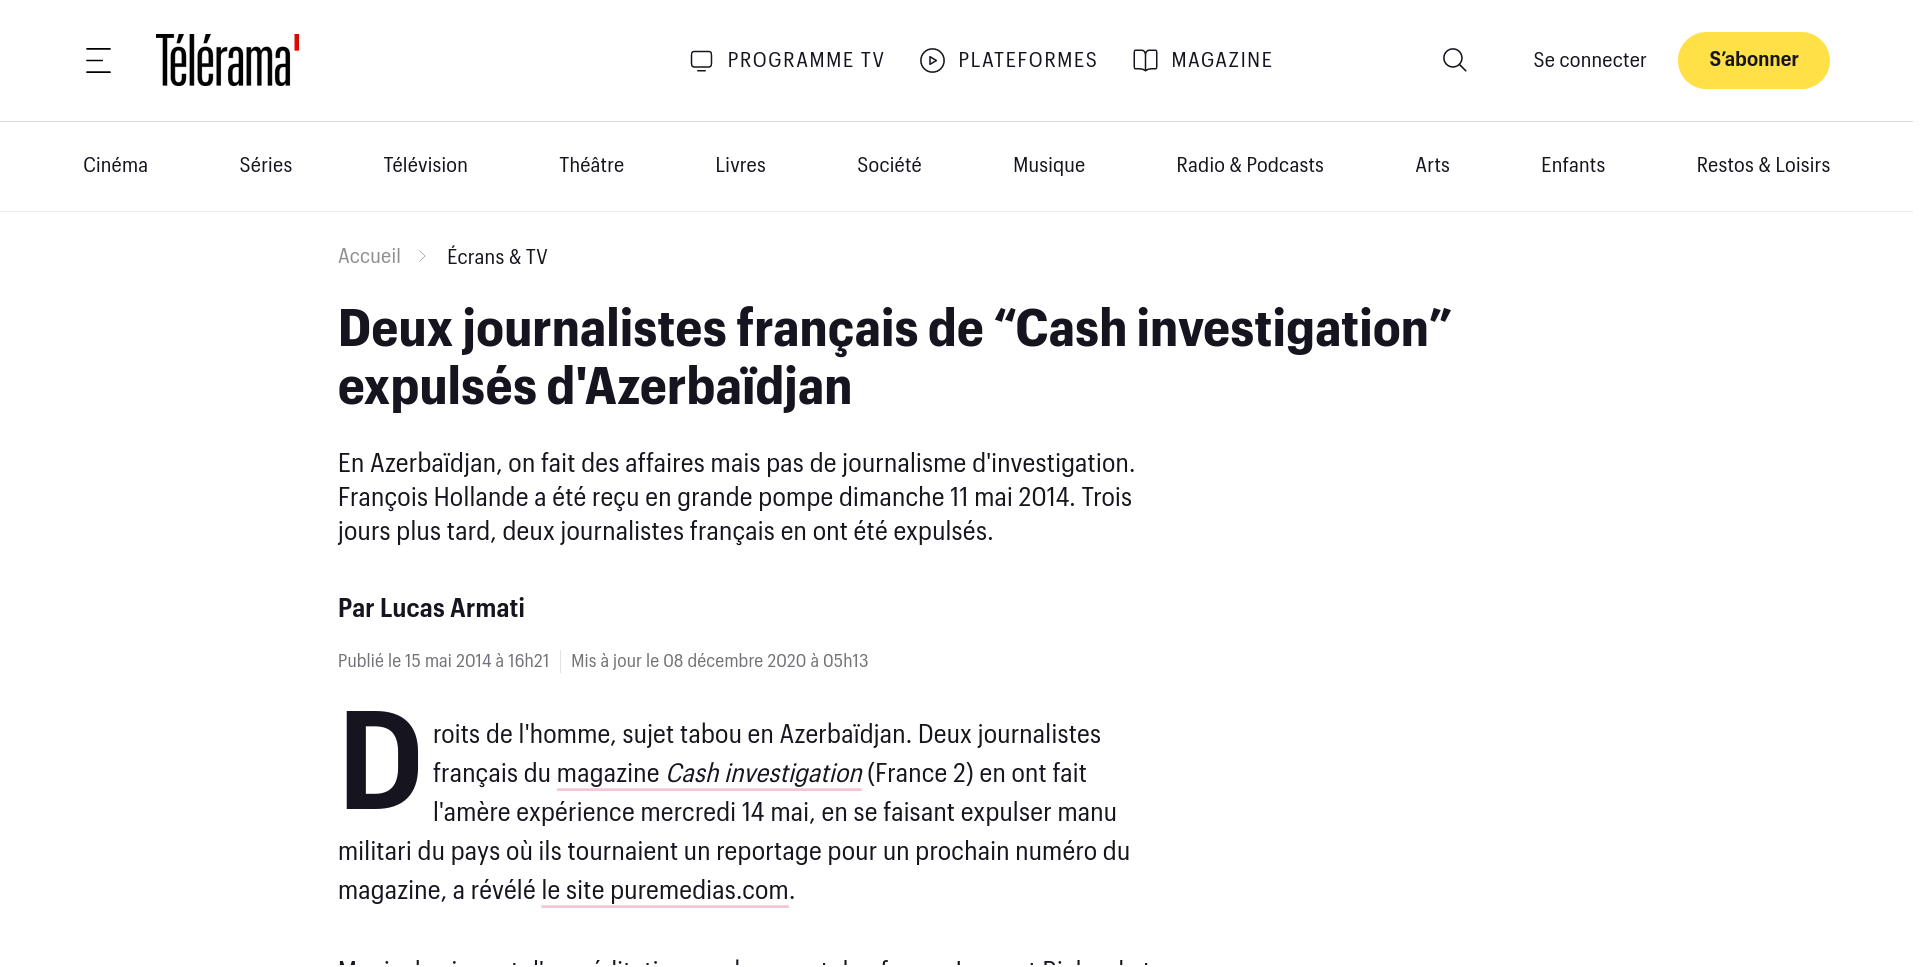 Télérama'
PROGRAMME TV
PLATEFORMES
MAGAZINE
Se connecter
S’abonner
Cinéma
Séries
Télévision
Théâtre
Livres
Société
Musique
Radio & Podcasts
Arts
Enfants
Restos & Loisirs
Accueil
Écrans & TV
Deux journalistes français de “Cash investigation”
expulsés d'Azerbaïdjan
En Azerbaïdjan, on fait des affaires mais pas de journalisme d'investigation.
François Hollande a été reçu en grande pompe dimanche 11 mai 2014. Trois
jours plus tard, deux journalistes français en ont été expulsés.
Par Lucas Armati
Publié le 15 mai 2014 à 16h21
Mis à jour le 08 décembre 2020 à 05h13
Droits de l'homme, sujet tabou en Azerbaïdjan. Deux journalistes
français du magazine Cash investigation (France 2) en ont fait
l'amère expérience mercredi 14 mai, en se faisant expulser manu
militari du pays où ils tournaient un reportage pour un prochain numéro du
magazine, a révélé le site puremedias.com.